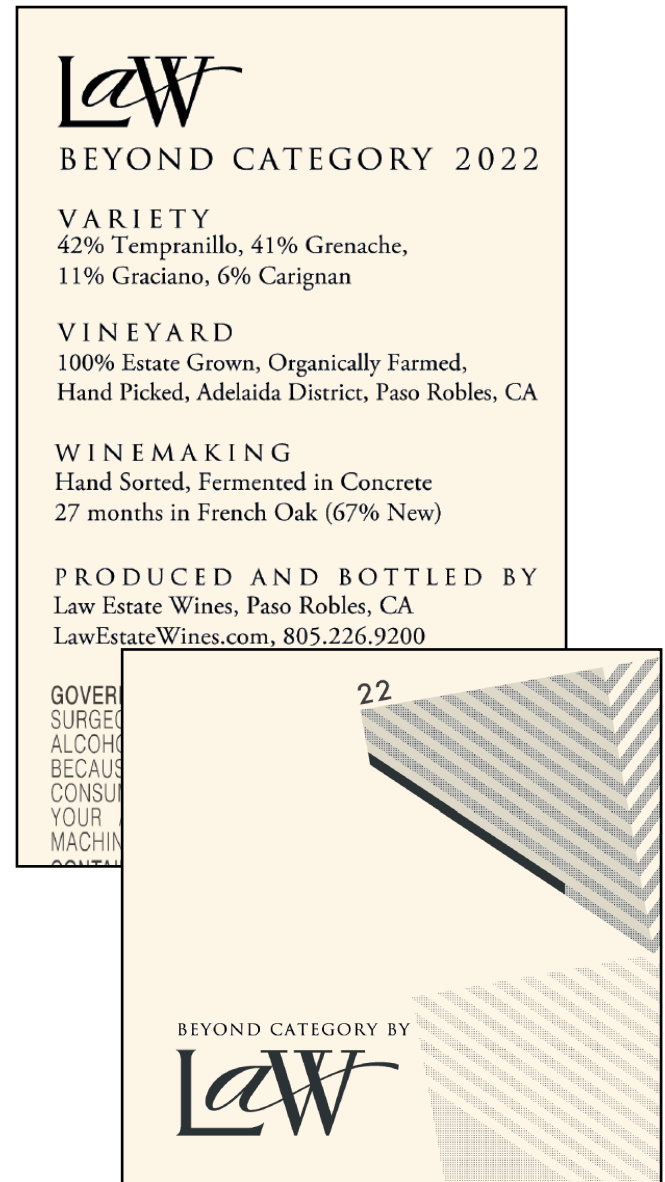 LaW
BEYOND CATEGORY 2022
VARIETY
42% Tempranillo, 41% Grenache,
11% Graciano, 6% Carignan
VINEYARD
100% Estate Grown, Organically Farmed,
Hand Picked, Adelaida District, Paso Robles, CA
WINEMAKING
Hand Sorted, Fermented in Concrete
27 months in French Oak (67% New)
PRODUCED AND BOTTLED BY
Law Estate Wines, Paso Robles, CA
LawEstateWines.com, 805.226.9200
YOUR
22
BEYOND CATEGORY BY
LaW